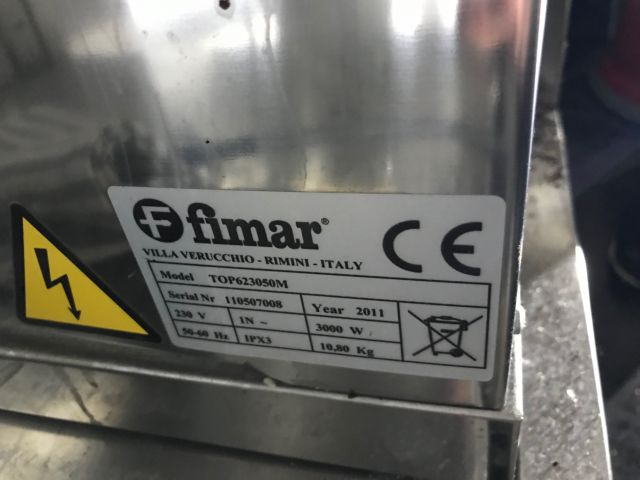 fimar® CE
VILLA VERUCCHIO - RIMINI - ITALY
Model TOP623050M
Serial Nr 110507008 Year 2011
230 V 1N ~ 3000 W
50-60 Hz IPX3 10,80 Kg